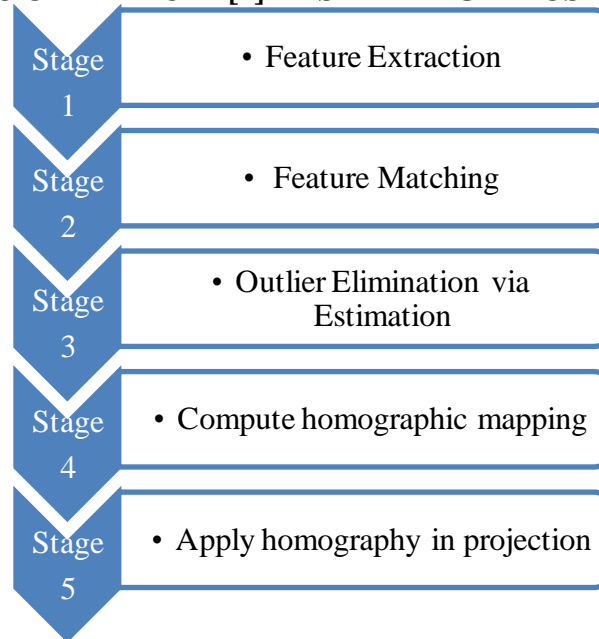 Stage
1
• Feature Extraction
Stage
2
• Feature Matching
Stage
3
• Outlier Elimination via
Estimation
Stage
4
• Compute homographic mapping
Stage
5
• Apply homography in projection